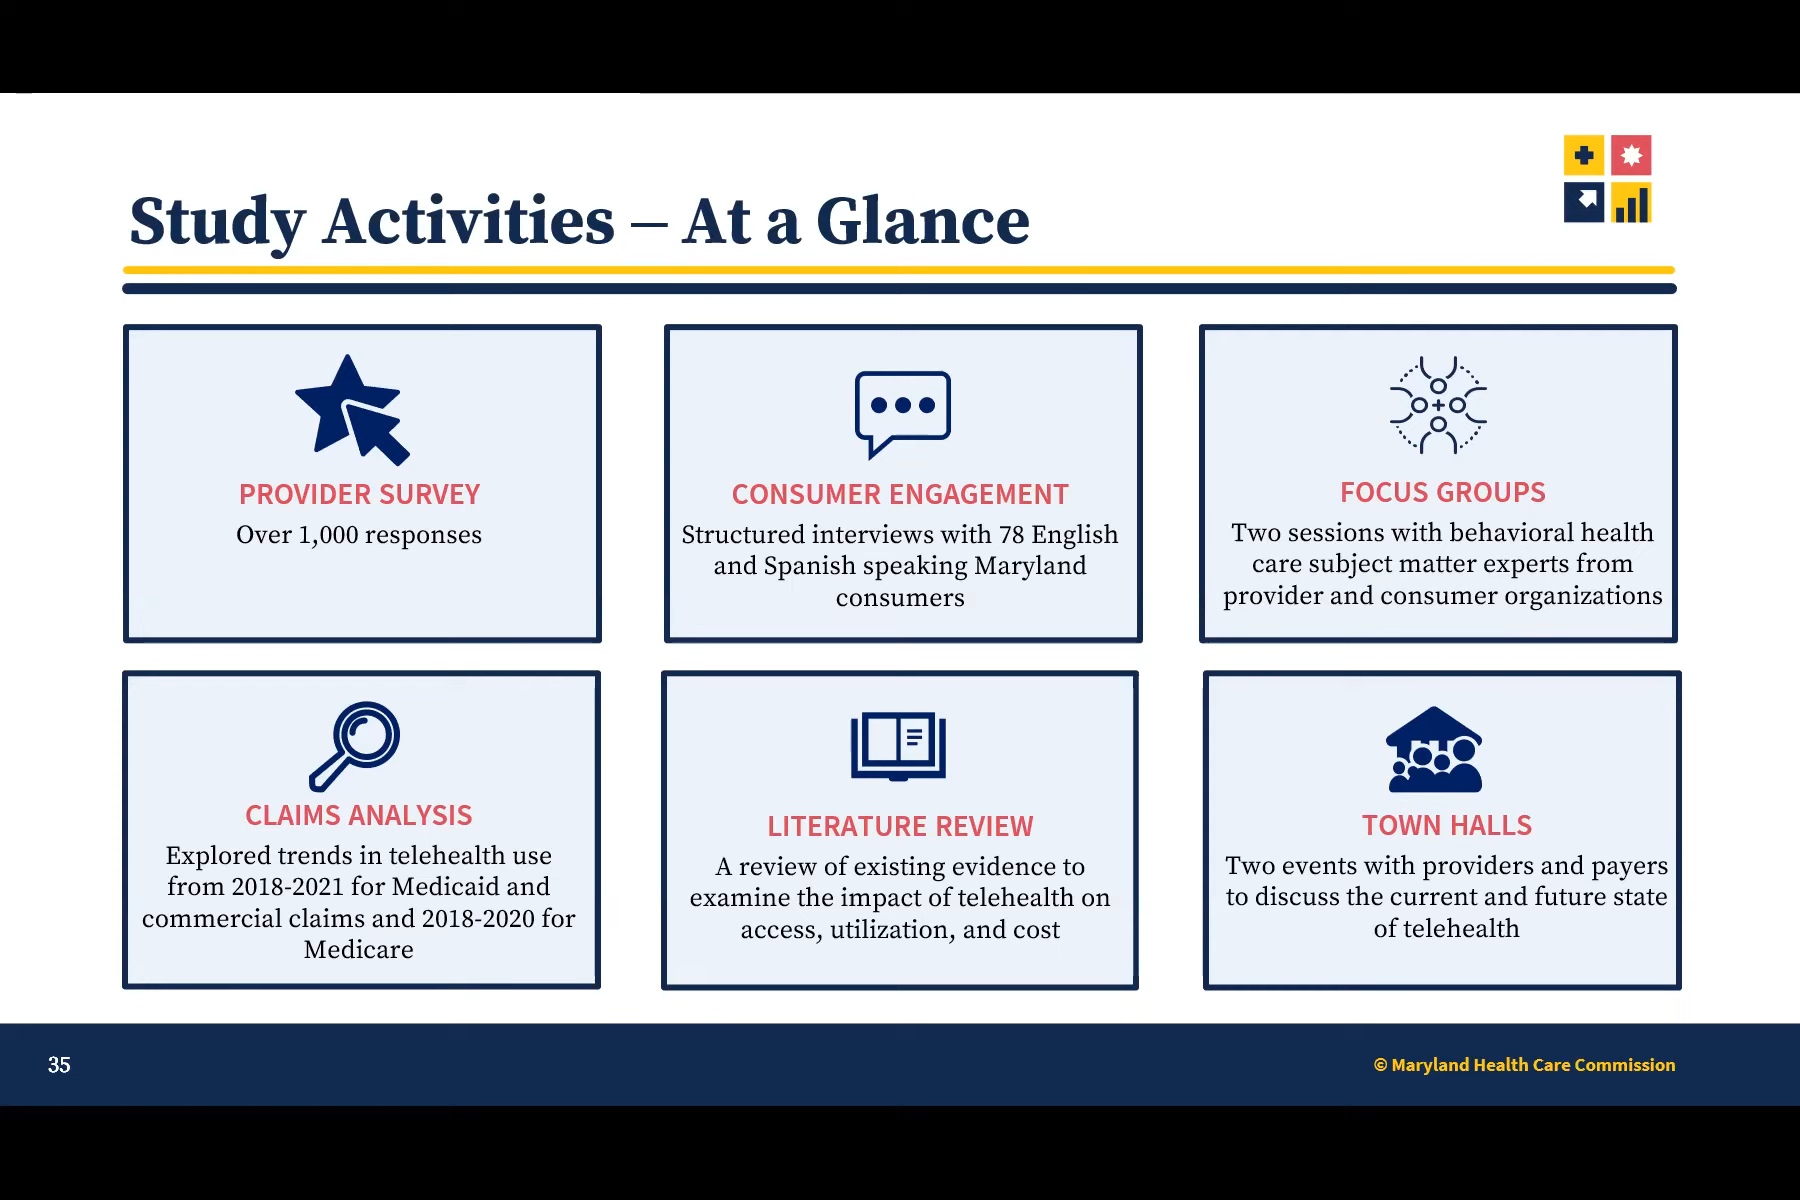 Study Activities – At a Glance
PROVIDER SURVEY
Over 1,000 responses
CONSUMER ENGAGEMENT
Structured interviews with 78 English
and Spanish speaking Maryland
consumers
FOCUS GROUPS
Two sessions with behavioral health
care subject matter experts from
provider and consumer organizations
CLAIMS ANALYSIS
Explored trends in telehealth use
from 2018-2021 for Medicaid and
commercial claims and 2018-2020 for
Medicare
LITERATURE REVIEW
A review of existing evidence to
examine the impact of telehealth on
access, utilization, and cost
TOWN HALLS
Two events with providers and payers
to discuss the current and future state
of telehealth
35
© Maryland Health Care Commission